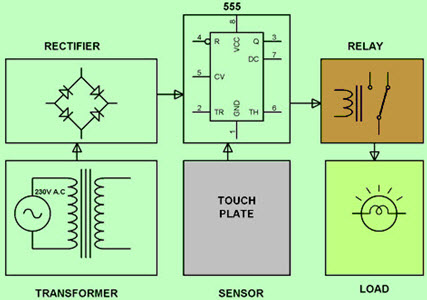 555
RECTIFIER
RELAY
8
4 R VCC Q 3
DC 7
5 CV
2 TR GND TH 6
1
230V A.C
TOUCH
PLATE
TRANSFORMER
SENSOR
LOAD